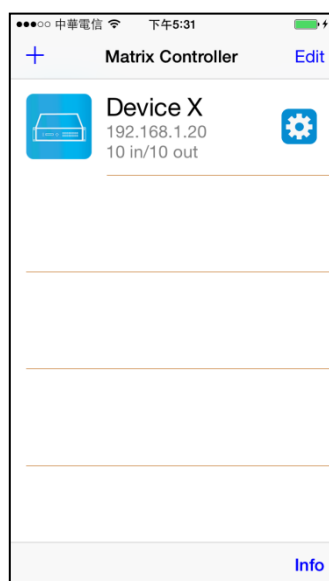 中華電信 下午5:31
+ Matrix Controller Edit
Device X
192.168.1.20
10 in/10 out
Info